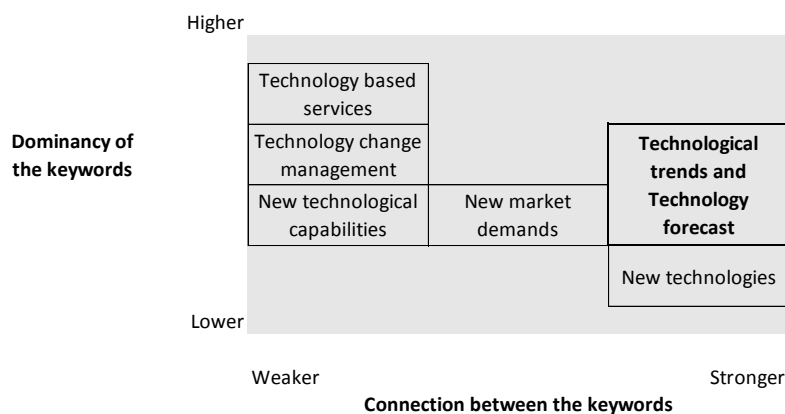 Higher
Technology based
services
Dominancy of
the keywords
Technology change
management
Technological
trends and
Technology
forecast
New technological
capabilities
New market
demands
New technologies
Lower
Weaker
Stronger
Connection between the keywords